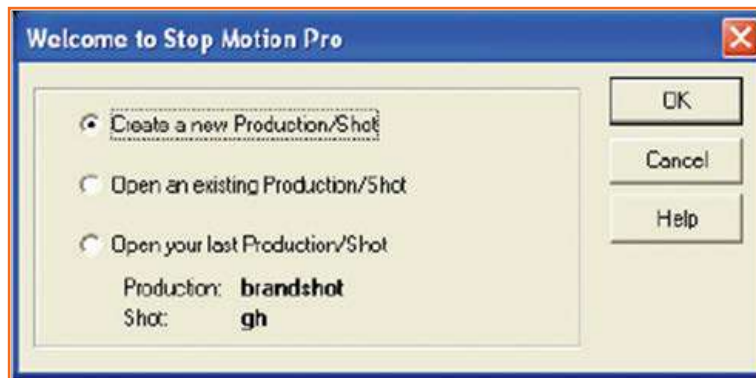 Welcome to Stop Motion Pro
Create a new Production/Shot
Open an existing Production/Shot
Open your last Production/Shot
Production: brandshot
Shot: gh
OK
Cancel
Help